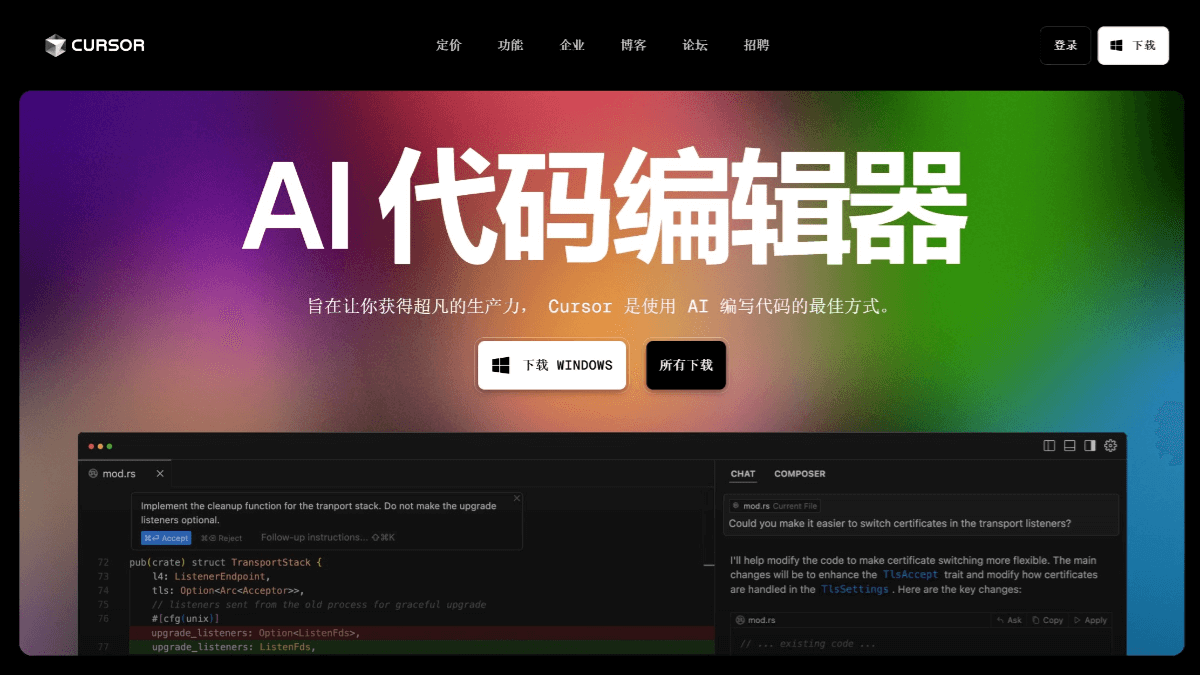 CURSOR
定价 功能 企业 博客 论坛 招聘
登录 下载
AI 代码编辑器
旨在让你获得超凡的生产力， Cursor 是使用 AI 编写代码的最佳方式。
下载 WINDOWS 所有下载
mod.rs
Implement the cleanup function for the tranport stack. Do not make the upgrade
listeners optional.
⌘⏎ Accept ⌘⌫ Reject Follow-up instructions... ⇧⌘K
72 pub(crate) struct TransportStack {
73 l4: ListenerEndpoint,
74 tls: Option<Arc<Acceptor>>,
75 // listeners sent from the old process for graceful upgrade
76 #[cfg(unix)]
upgrade_listeners: Option<ListenFds>,
77 upgrade_listeners: ListenFds,
CHAT COMPOSER
mod.rs Current File
Could you make it easier to switch certificates in the transport listeners?
I'll help modify the code to make certificate switching more flexible. The main
changes will be to enhance the TlsAccept trait and modify how certificates
are handled in the TlsSettings. Here are the key changes:
mod.rs Ask Copy Apply
// ... existing code ...